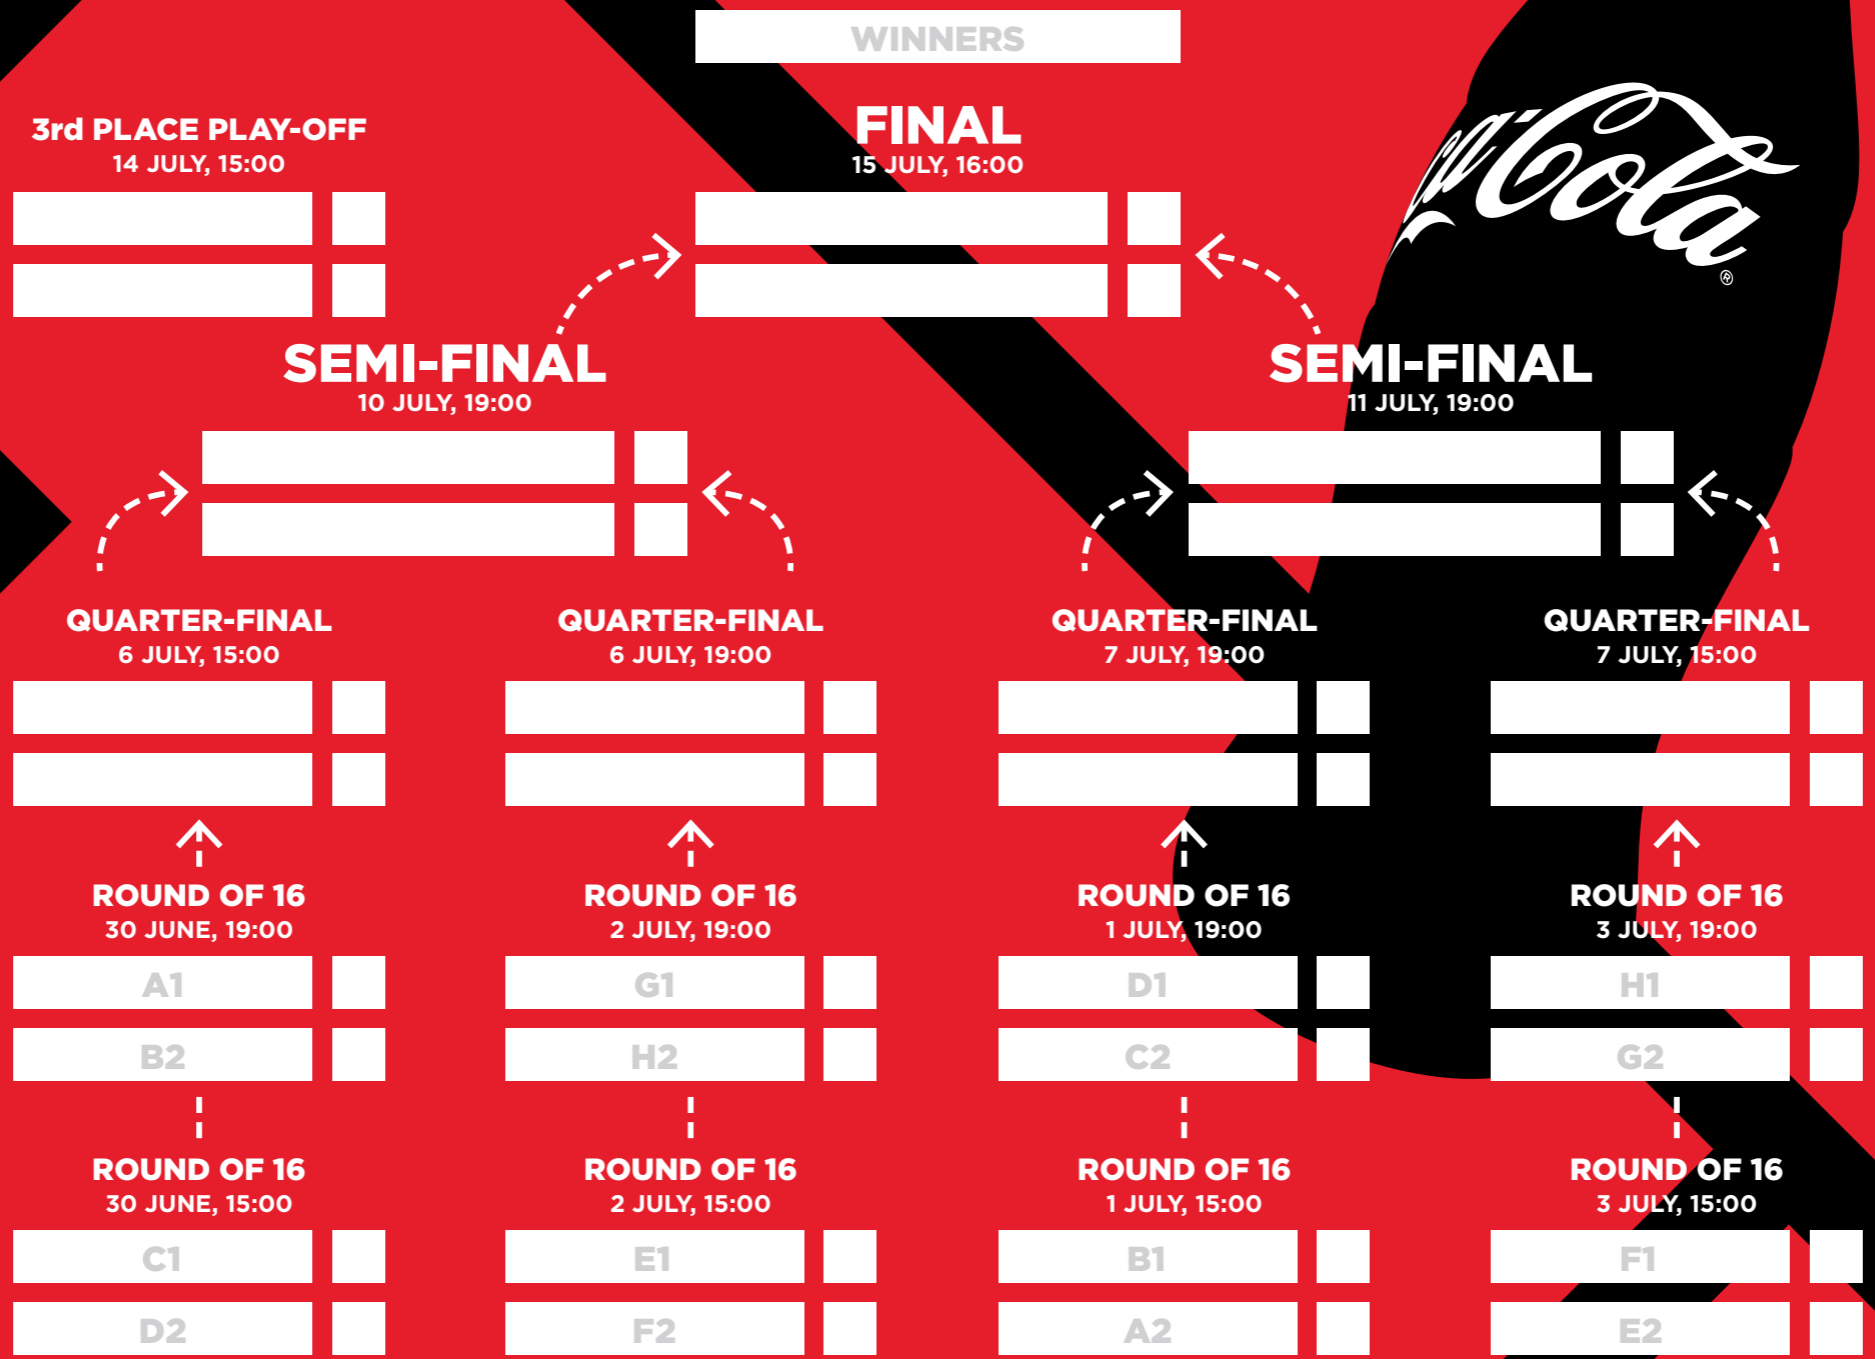 WINNERS
3rd PLACE PLAY-OFF
14 JULY, 15:00
FINAL
15 JULY, 16:00
Coca-Cola
®
SEMI-FINAL
10 JULY, 19:00
SEMI-FINAL
11 JULY, 19:00
QUARTER-FINAL
6 JULY, 15:00
QUARTER-FINAL
6 JULY, 19:00
QUARTER-FINAL
7 JULY, 19:00
QUARTER-FINAL
7 JULY, 15:00
ROUND OF 16
30 JUNE, 19:00
A1
B2
ROUND OF 16
2 JULY, 19:00
G1
H2
ROUND OF 16
1 JULY, 19:00
D1
C2
ROUND OF 16
3 JULY, 19:00
H1
G2
ROUND OF 16
30 JUNE, 15:00
C1
D2
ROUND OF 16
2 JULY, 15:00
E1
F2
ROUND OF 16
1 JULY, 15:00
B1
A2
ROUND OF 16
3 JULY, 15:00
F1
E2